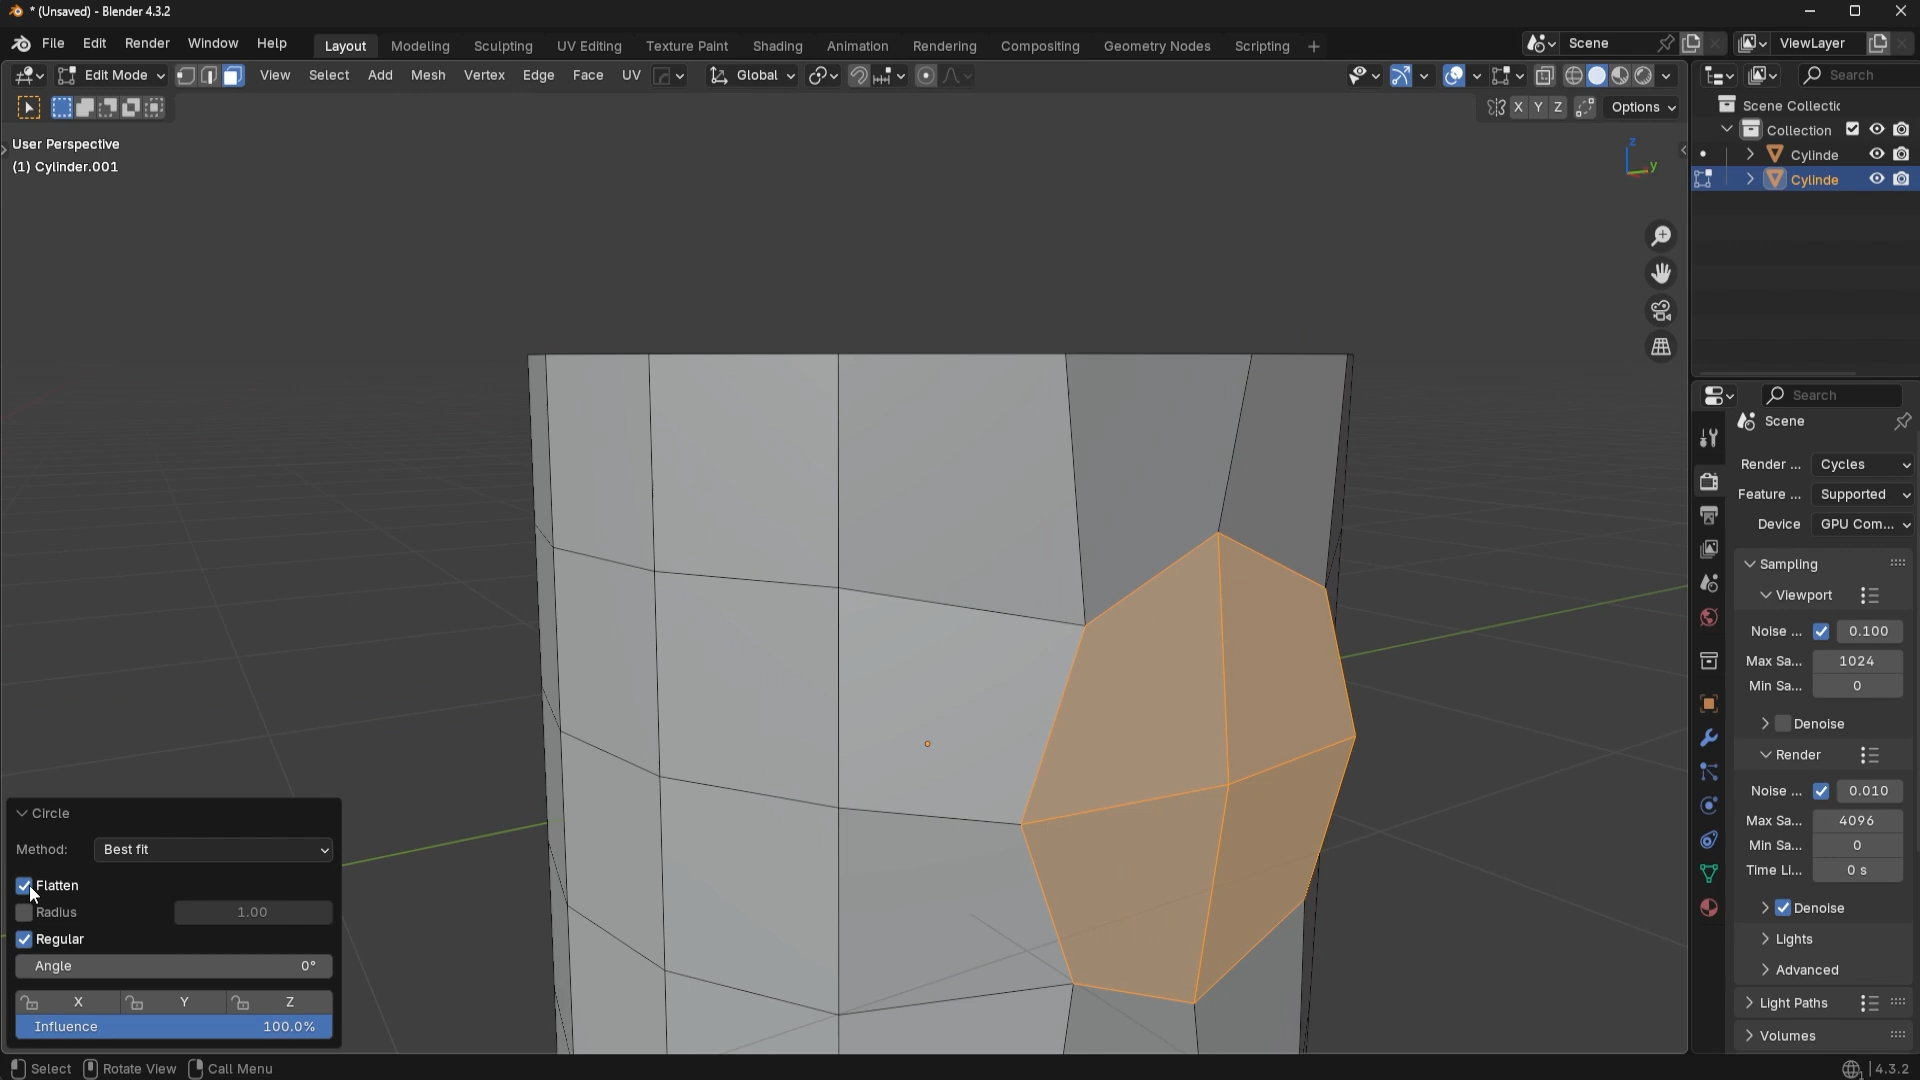 * (Unsaved) - Blender 4.3.2
File Edit Render Window Help Layout Modeling Sculpting UV Editing Texture Paint Shading Animation Rendering Compositing Geometry Nodes Scripting + Scene ViewLayer
Edit Mode View Select Add Mesh Vertex Edge Face UV Global Search
X Y Z Options
Scene Collectic
Collection
Cylinde
Cylinde
User Perspective
(1) Cylinder.001
z
y
Search
Scene
Render ... Cycles
Feature ... Supported
Device GPU Com...
Sampling
Viewport
Noise ... 0.100
Max Sa... 1024
Min Sa... 0
Denoise
Render
Noise ... 0.010
Max Sa... 4096
Min Sa... 0
Time Li... 0 s
Denoise
Lights
Advanced
Light Paths
Volumes
Circle
Method: Best fit
Flatten
Radius 1.00
Regular
Angle 0°
X Y Z
Influence 100.0%
Select Rotate View Call Menu 4.3.2